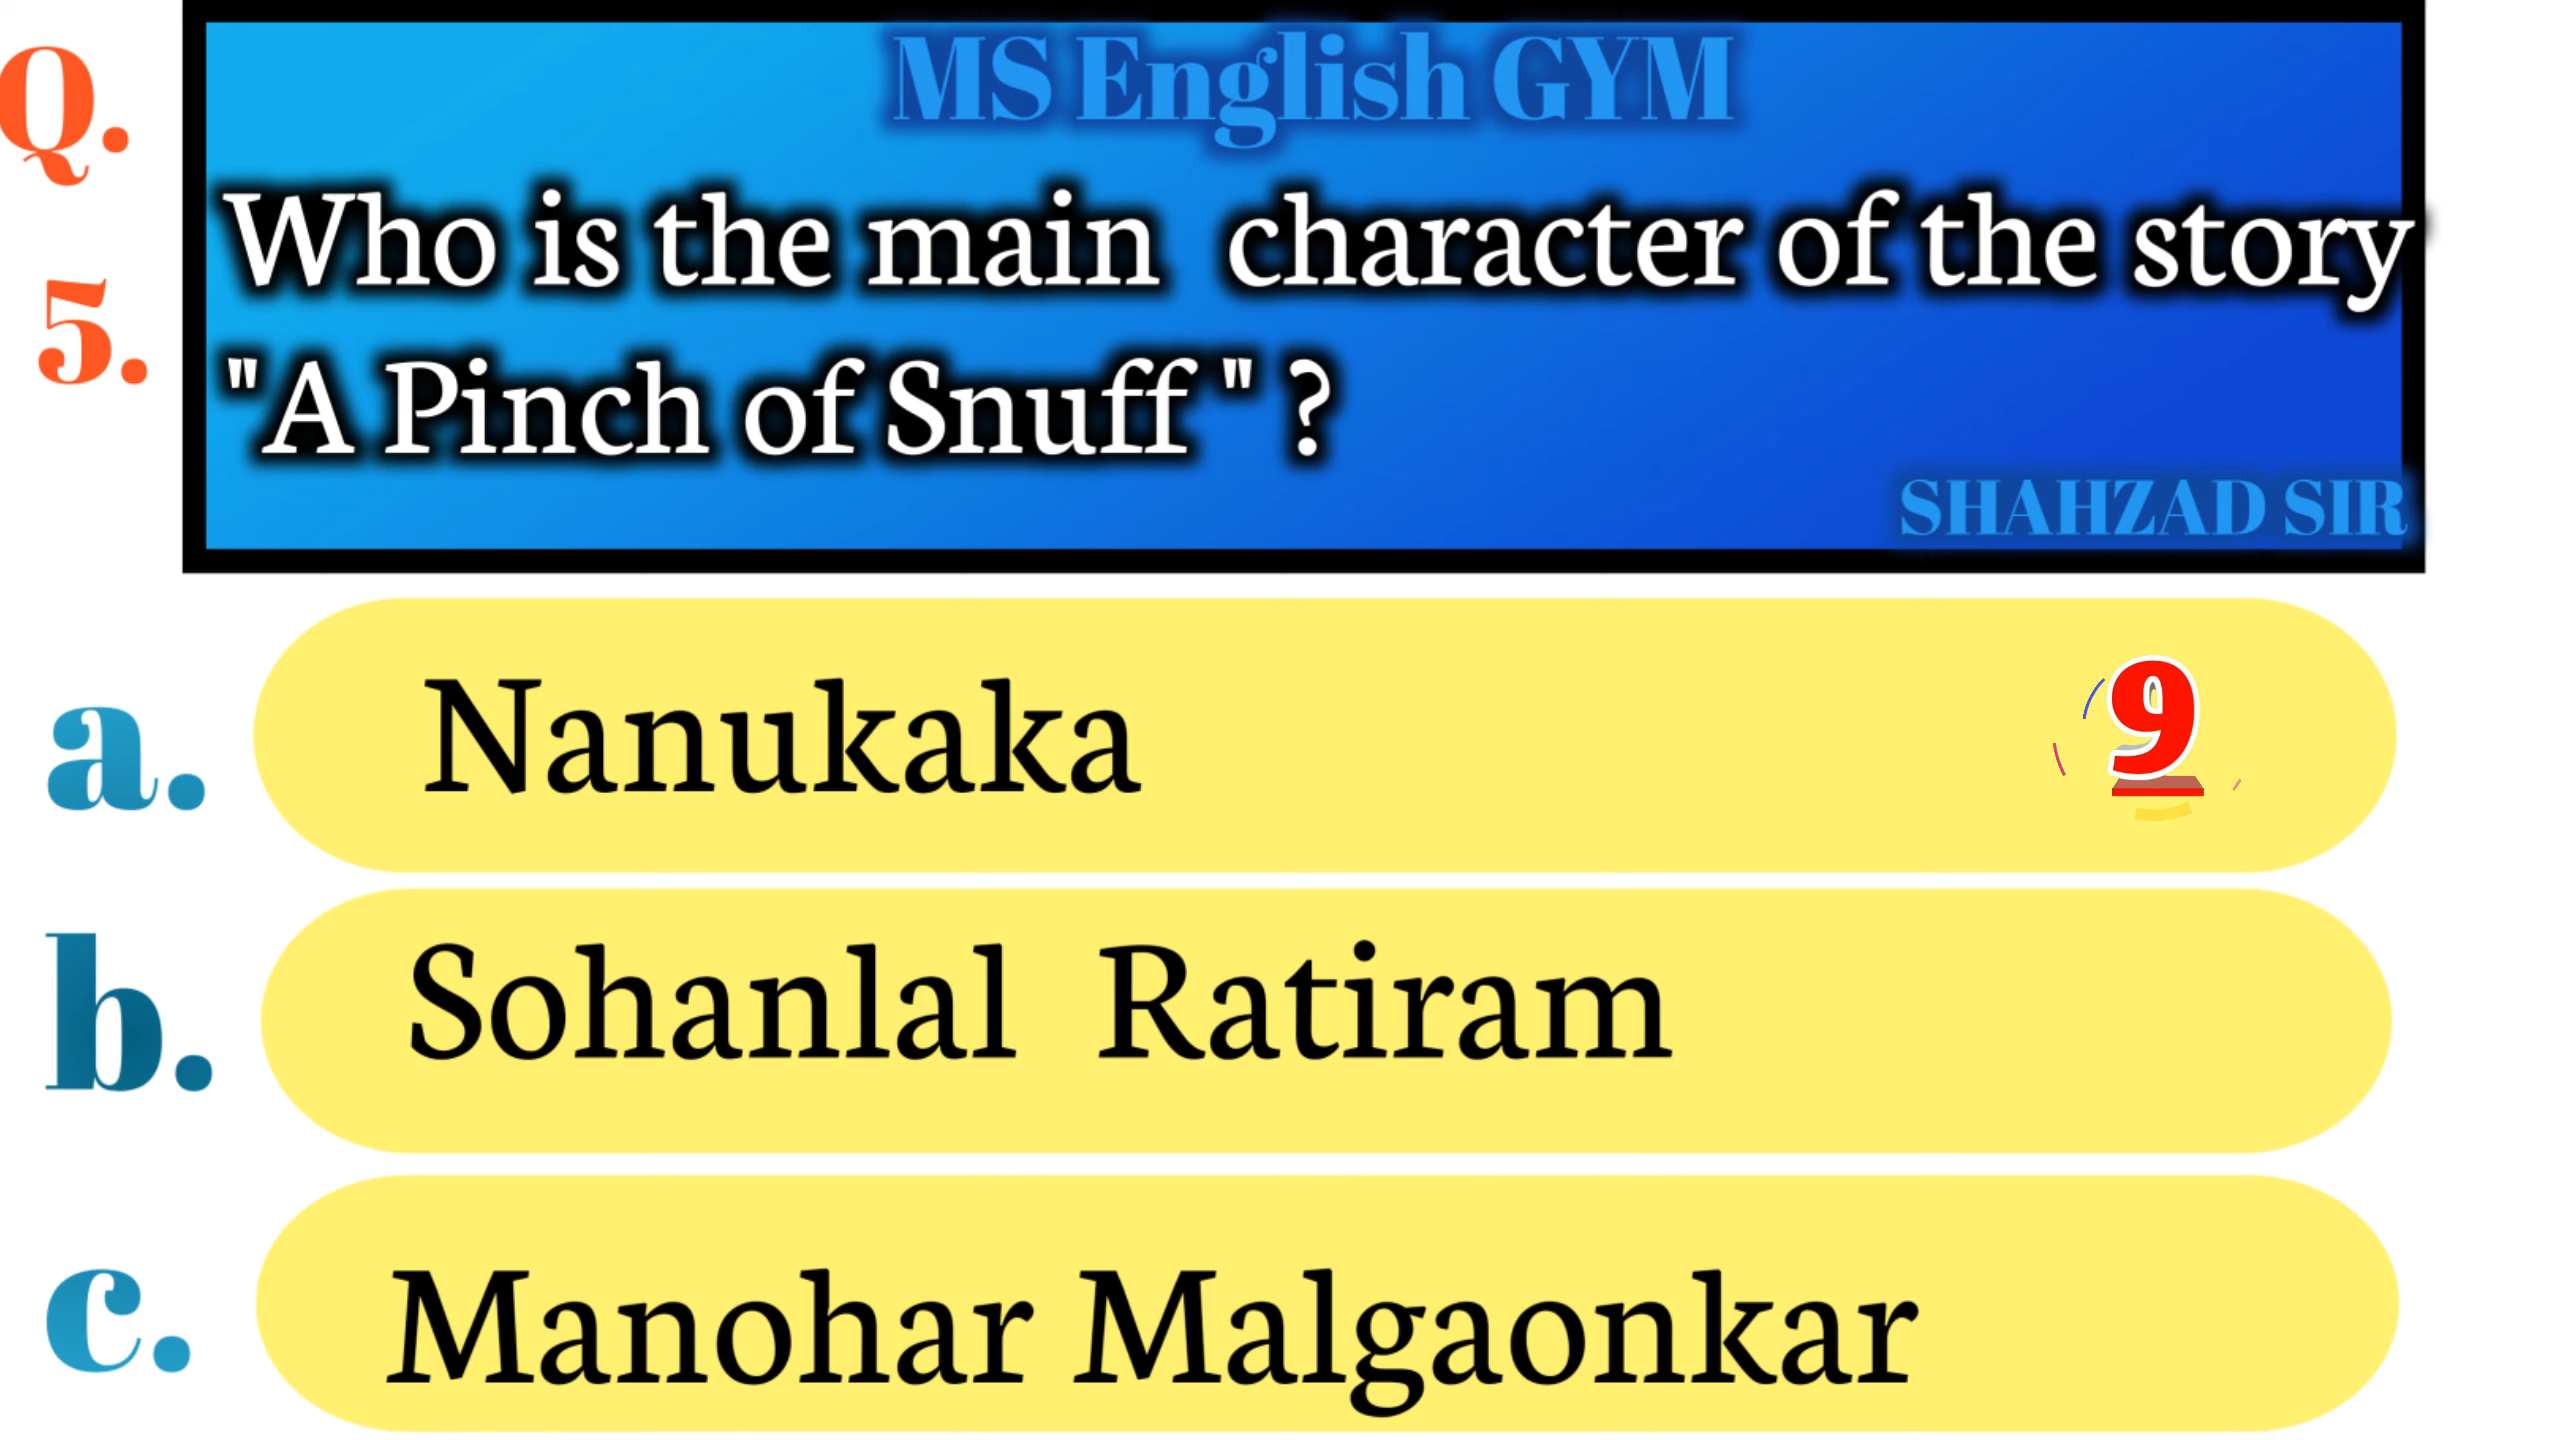 MS English GYM
Q. Who is the main character of the story
5. "A Pinch of Snuff" ?
SHAHZAD SIR
a. Nanukaka
9
b. Sohanlal Ratiram
c. Manohar Malgaonkar